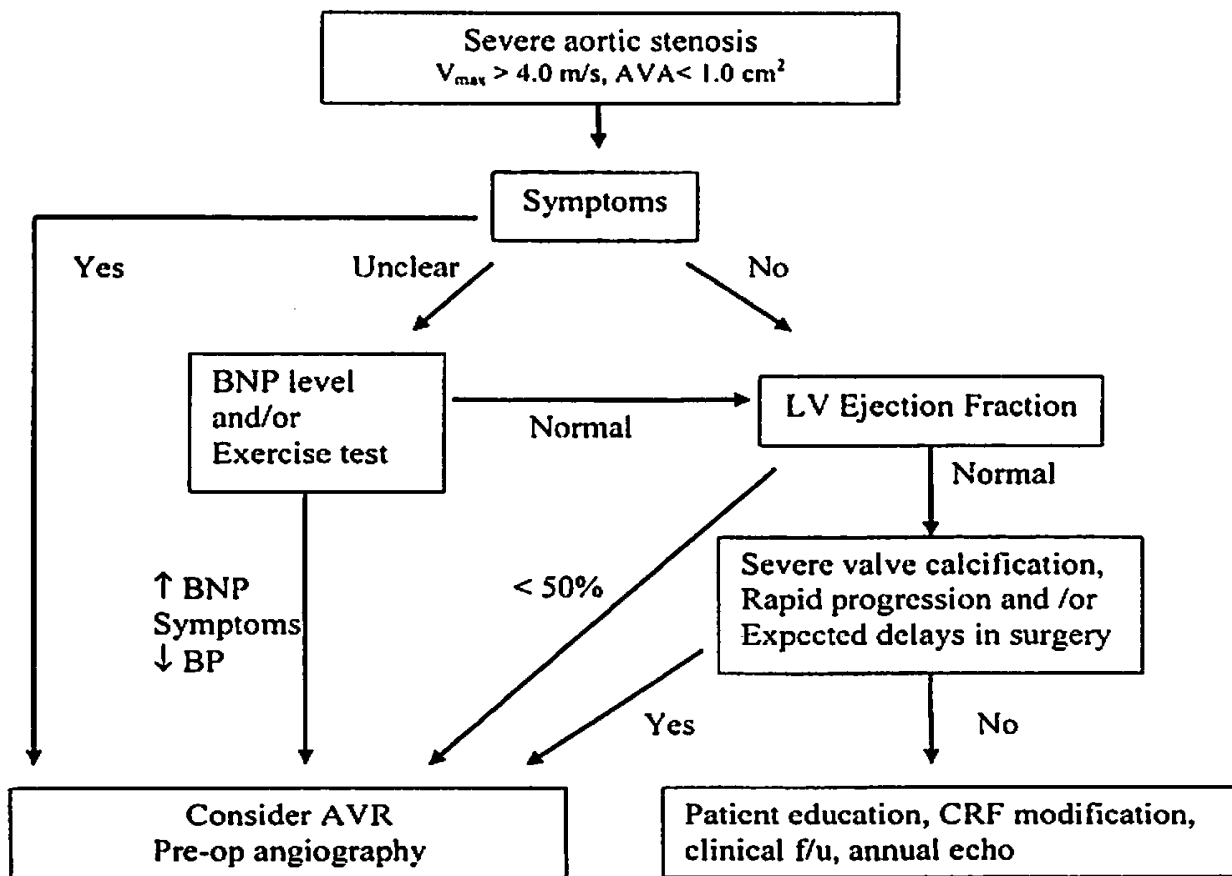 Severe aortic stenosis
Vmax > 4.0 m/s, AVA< 1.0 cm²
Symptoms
Yes
Unclear
No
BNP level
and/or
Exercise test
Normal
LV Ejection Fraction
Normal
↑ BNP
Symptoms
↓ BP
< 50%
Severe valve calcification,
Rapid progression and /or
Expected delays in surgery
Yes
No
Consider AVR
Pre-op angiography
Patient education, CRF modification,
clinical f/u, annual echo